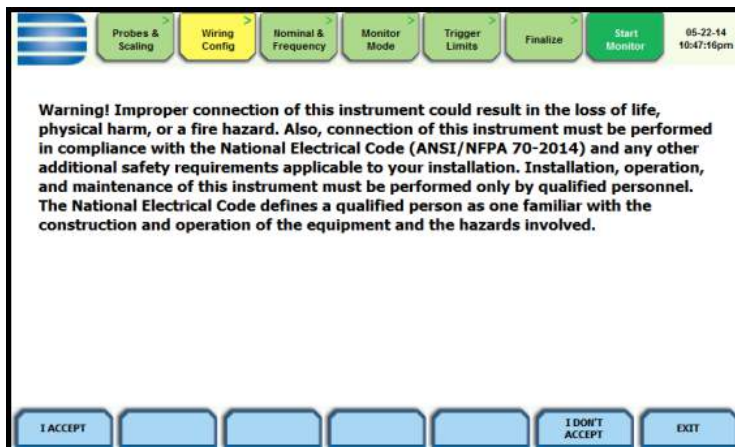 Probes &
Scaling
Wiring
Config
Nominal &
Frequency
Monitor
Mode
Trigger
Limits
Finalize
Start
Monitor
05-22-14
10:47:16pm
Warning! Improper connection of this instrument could result in the loss of life,
physical harm, or a fire hazard. Also, connection of this instrument must be performed
in compliance with the National Electrical Code (ANSI/NFPA 70-2014) and any other
additional safety requirements applicable to your installation. Installation, operation,
and maintenance of this instrument must be performed only by qualified personnel.
The National Electrical Code defines a qualified person as one familiar with the
construction and operation of the equipment and the hazards involved.
I ACCEPT
I DON'T
ACCEPT
EXIT